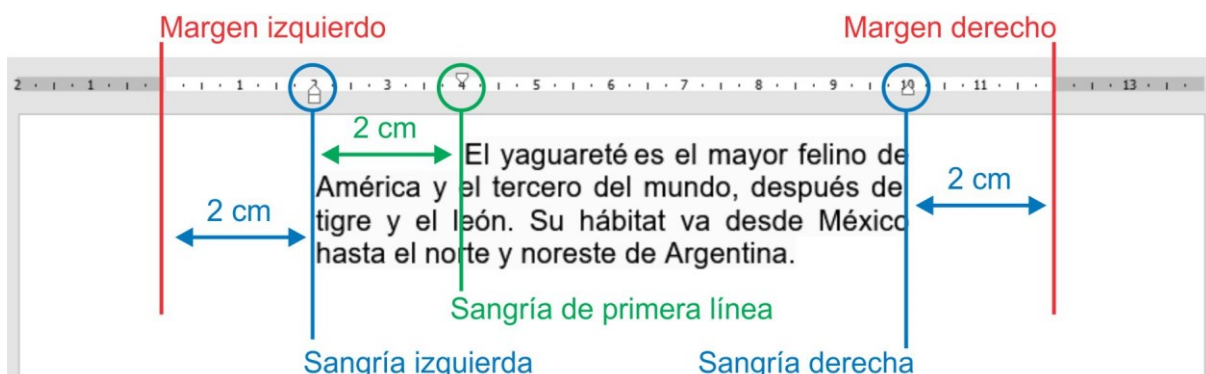 Margen izquierdo Margen derecho
2 1 1 2 3 4 5 6 7 8 9 10 11 13
2 cm
El yaguareté es el mayor felino de
América y el tercero del mundo, después de
2 cm
2 cm
tigre y el león. Su hábitat va desde México
hasta el norte y noreste de Argentina.
Sangría de primera línea
Sangría izquierda Sangría derecha